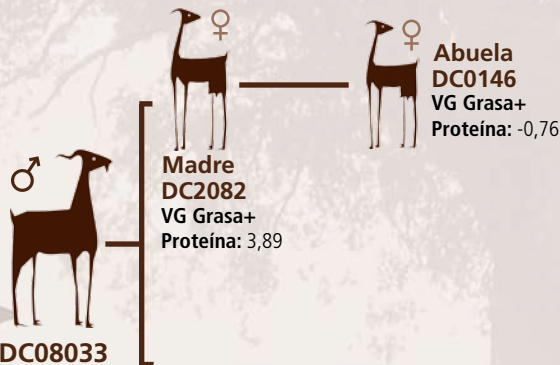 Abuela
DC0146
VG Grasa+
Proteína: -0,76
Madre
DC2082
VG Grasa+
Proteína: 3,89
DC08033